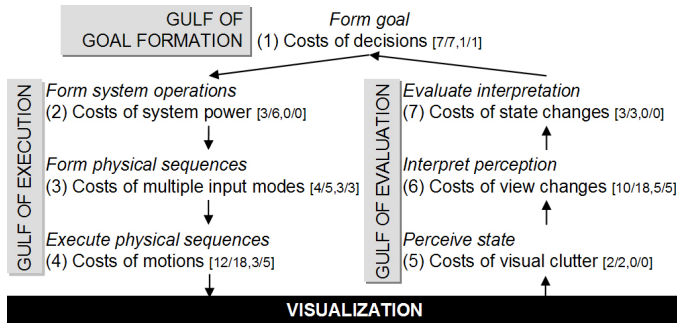 GULF OF
GOAL FORMATION
Form goal
(1) Costs of decisions [7/7,1/1]
GULF OF EXECUTION
Form system operations
(2) Costs of system power [3/6,0/0]
Form physical sequences
(3) Costs of multiple input modes [4/5,3/3]
Execute physical sequences
(4) Costs of motions [12/18,3/5]
GULF OF EVALUATION
Evaluate interpretation
(7) Costs of state changes [3/3,0/0]
Interpret perception
(6) Costs of view changes [10/18,5/5]
Perceive state
(5) Costs of visual clutter [2/2,0/0]
VISUALIZATION